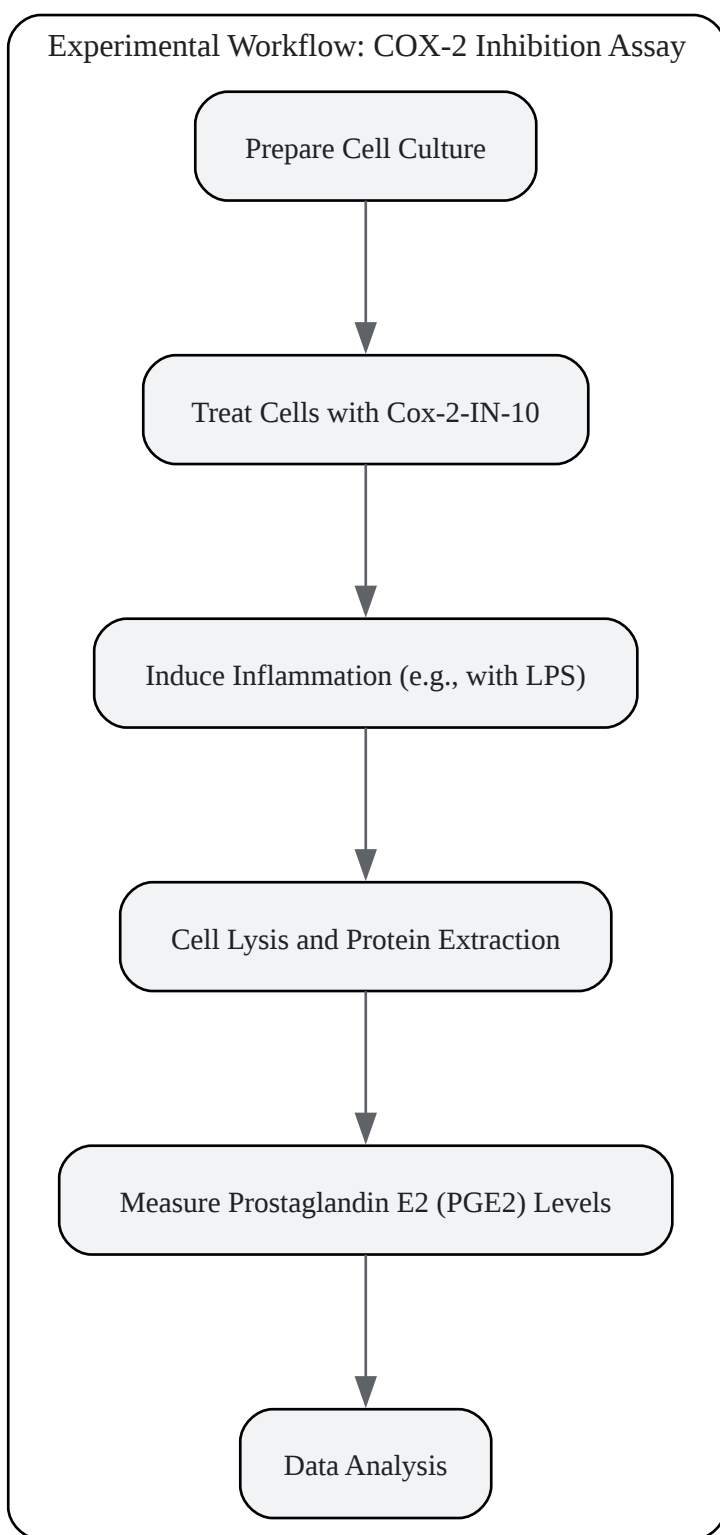 Experimental Workflow: COX-2 Inhibition Assay
Prepare Cell Culture
Treat Cells with Cox-2-IN-10
Induce Inflammation (e.g., with LPS)
Cell Lysis and Protein Extraction
Measure Prostaglandin E2 (PGE2) Levels
Data Analysis